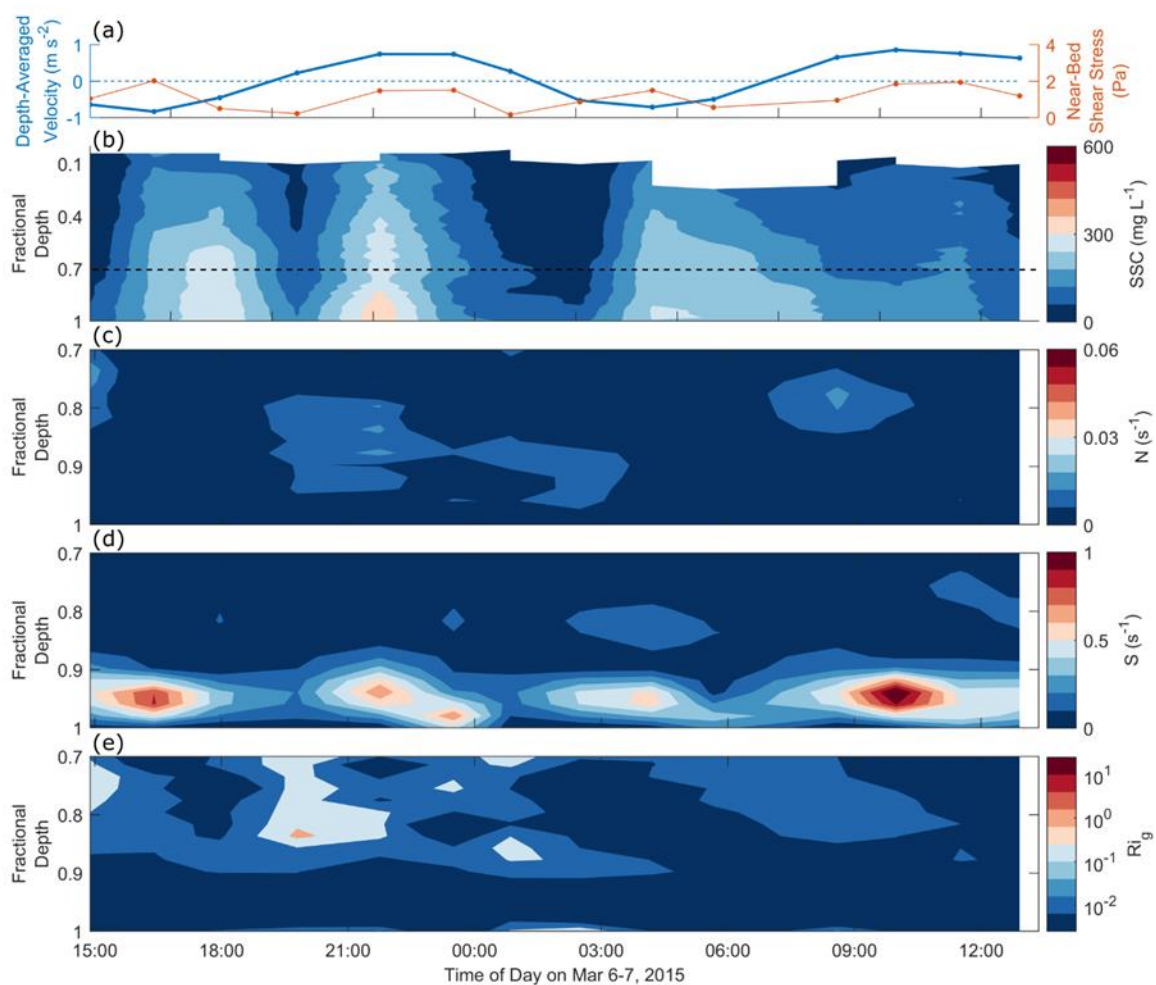 (a)
Depth-Averaged
Velocity (m s-2)
1
0
-1
4
2
0
Near-Bed
Shear Stress
(Pa)
(b)
Fractional
Depth
0.1
0.4
0.7
1
600
300
0
SSC (mg L-1)
(c)
Fractional
Depth
0.7
0.8
0.9
1
0.06
0.03
0
N (s-1)
(d)
Fractional
Depth
0.7
0.8
0.9
1
1
0.5
0
S (s-1)
(e)
Fractional
Depth
0.7
0.8
0.9
1
10^1
10^0
10^-1
10^-2
Rig
15:00 18:00 21:00 00:00 03:00 06:00 09:00 12:00
Time of Day on Mar 6-7, 2015